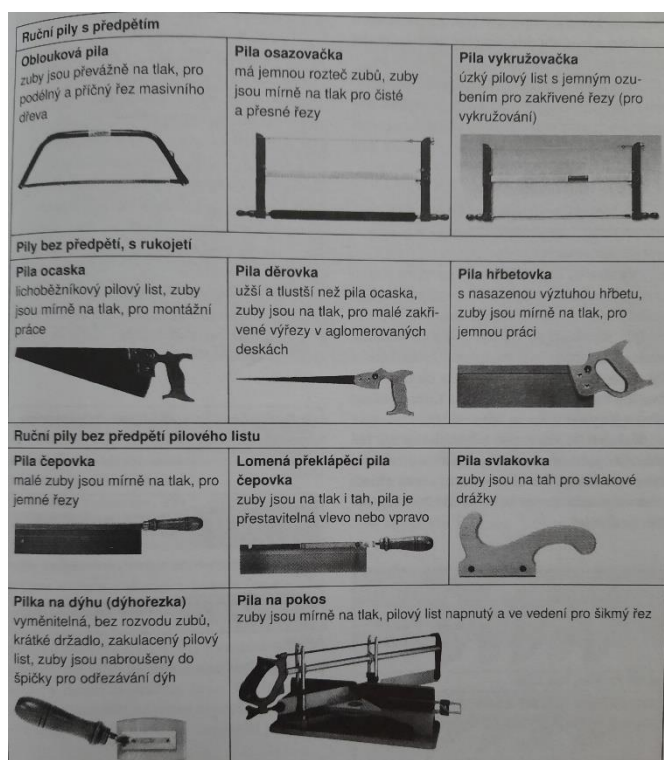 Ruční pily s předpětím
Oblouková pila
zuby jsou převážně na tlak, pro
podélný a příčný řez masivního
dřeva
Pila osazovačka
má jemnou rozteč zubů, zuby
jsou mírně na tlak pro čisté
a přesné řezy
Pila vykružovačka
úzký pilový list s jemným ozu-
bením pro zakřivené řezy (pro
vykružování)
Pily bez předpětí, s rukojetí
Pila ocaska
lichoběžníkový pilový list, zuby
jsou mírně na tlak, pro montážní
práce
Pila děrovka
užší a tlustší než pila ocaska,
zuby jsou na tlak, pro malé zakři-
vené výřezy v aglomerovaných
deskách
Pila hřbetovka
s nasazenou výztuhou hřbetu,
zuby jsou mírně na tlak, pro
jemnou práci
Ruční pily bez předpětí pilového listu
Pila čepovka
malé zuby jsou mírně na tlak, pro
jemné řezy
Lomená překlápěcí pila
čepovka
zuby jsou na tlak i tah, pila je
přestavitelná vlevo nebo vpravo
Pila svlakovka
zuby jsou na tah pro svlakové
drážky
Pilka na dýhu (dýhořezka)
vyměnitelná, bez rozvodu zubů,
krátké držadlo, zakulacený pilový
list, zuby jsou nabroušeny do
špičky pro odřezávání dýh
Pila na pokos
zuby jsou mírně na tlak, pilový list napnutý a ve vedení pro šikmý řez